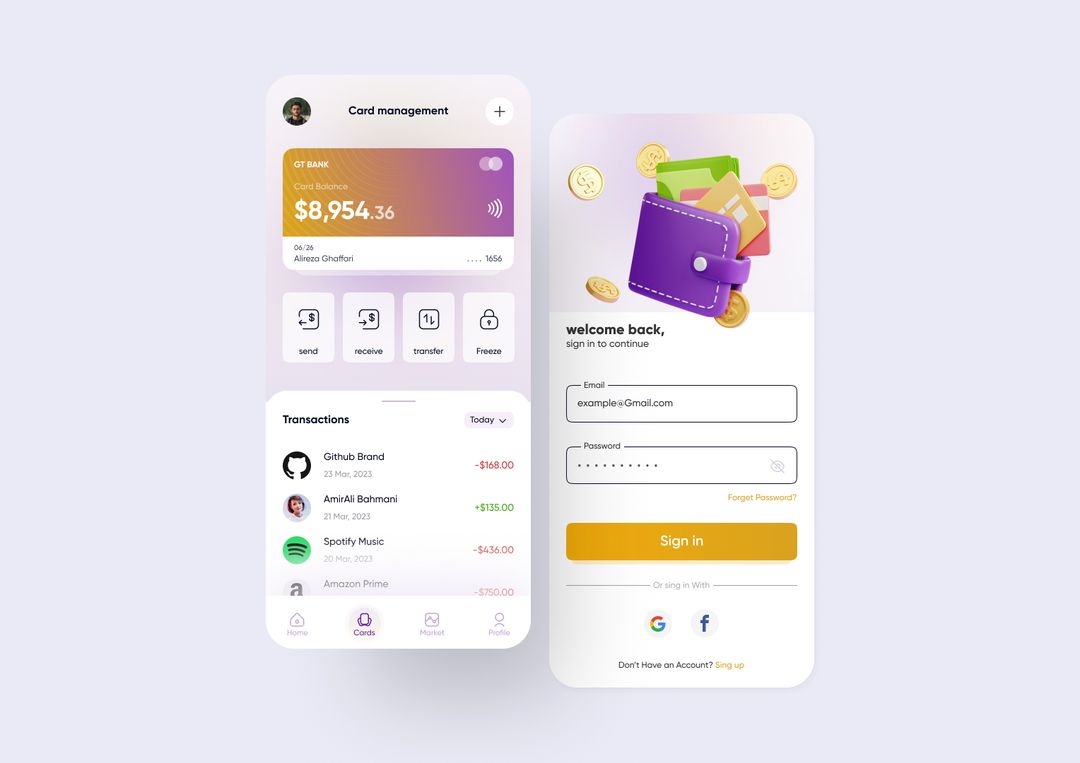 Card management
GT BANK
Card Balance
$8,954.36
06/26
Alireza Ghaffari
.... 1656
send
receive
transfer
Freeze
Transactions
Today
Github Brand
23 Mar, 2023
-$168.00
AmirAli Bahmani
21 Mar, 2023
+$135.00
Spotify Music
20 Mar, 2023
-$436.00
Amazon Prime
-$750.00
Home
Cards
Market
Profile
welcome back,
sign in to continue
Email
example@Gmail.com
Password
Forget Password?
Sign in
Or sing in With
Don't Have an Account? Sing up